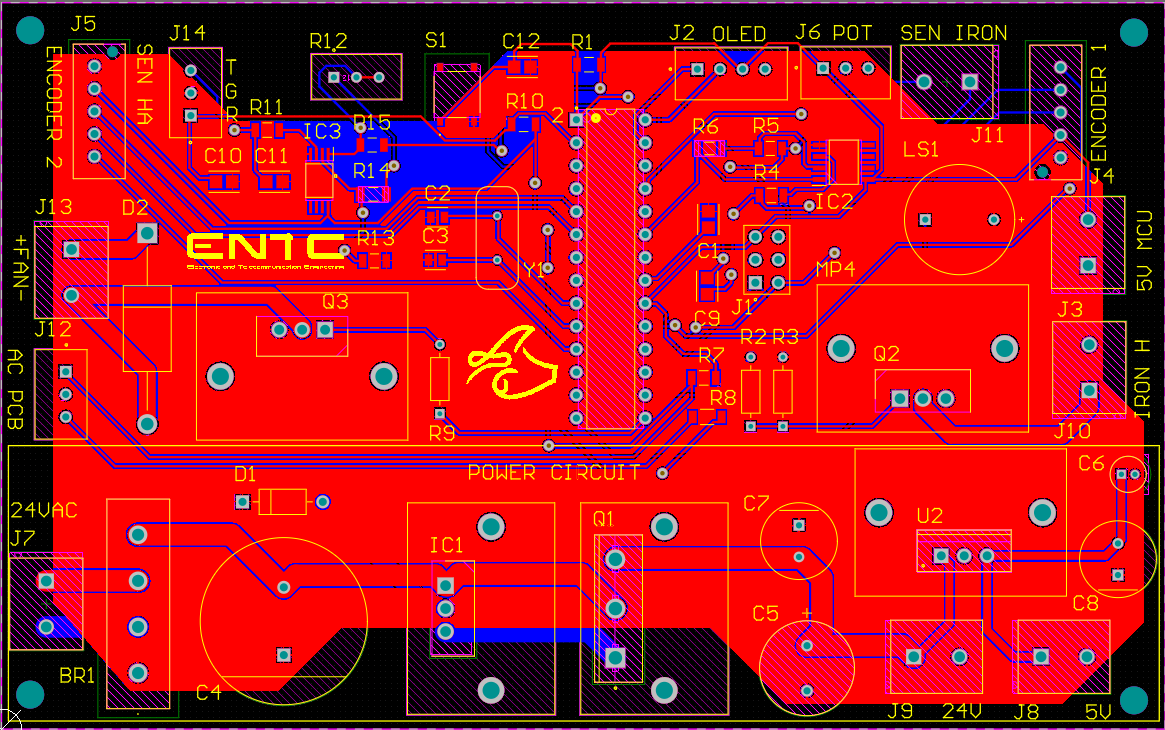 J5
J14
R12
S1
C12
R1
J2 OLED
J6 POT
SEN IRON
ENCODER 2
SEN HA
T
G
R
R11
IC3
R15
R10
2
R6
R5
J11
ENCODER 1
C10
C11
R14
R4
LS1
J4
J13
D2
C2
IC2
+FAN-
ENTC
Electronic and Telecommunication Engineering
R13
C3
Y1
C1
MP4
5V MCU
Q3
J1
J3
J12
C9
R2
R3
AC PCB
R7
Q2
IRON H
R8
R9
J10
POWER CIRCUIT
C6
24VAC
D1
C7
J7
IC1
Q1
U2
C5
C8
BR1
C4
J9
24V
J8
5V